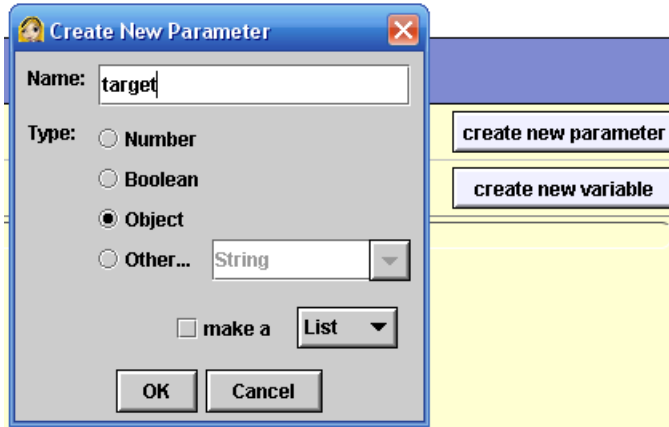 Create New Parameter
Name: target
Type: Number
Boolean
Object
Other... String
make a List
OK Cancel
create new parameter
create new variable